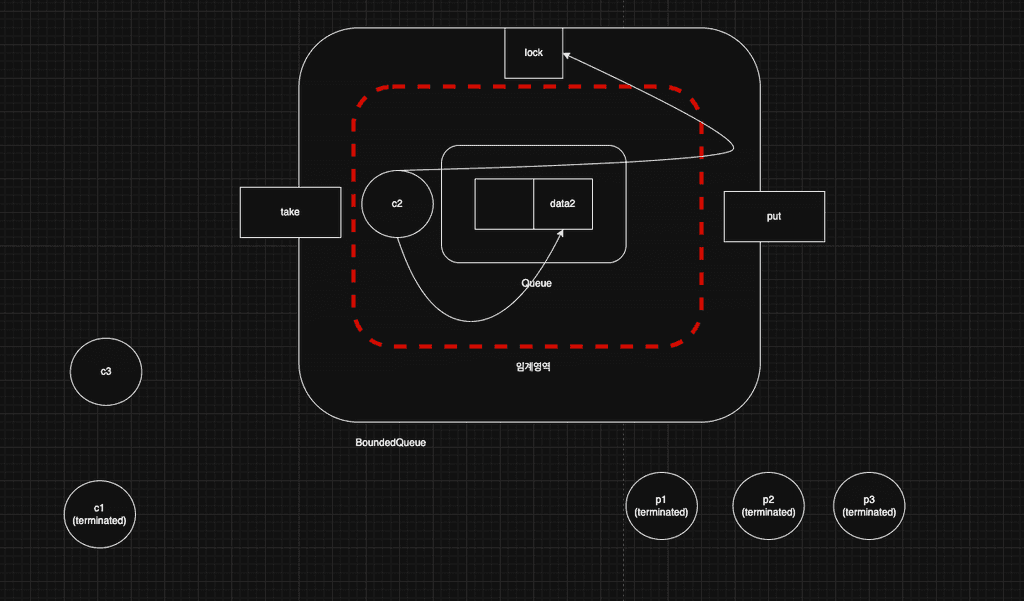 lock
take
c2
data2
put
Queue
임계영역
c3
BoundedQueue
c1
(terminated)
p1
(terminated)
p2
(terminated)
p3
(terminated)